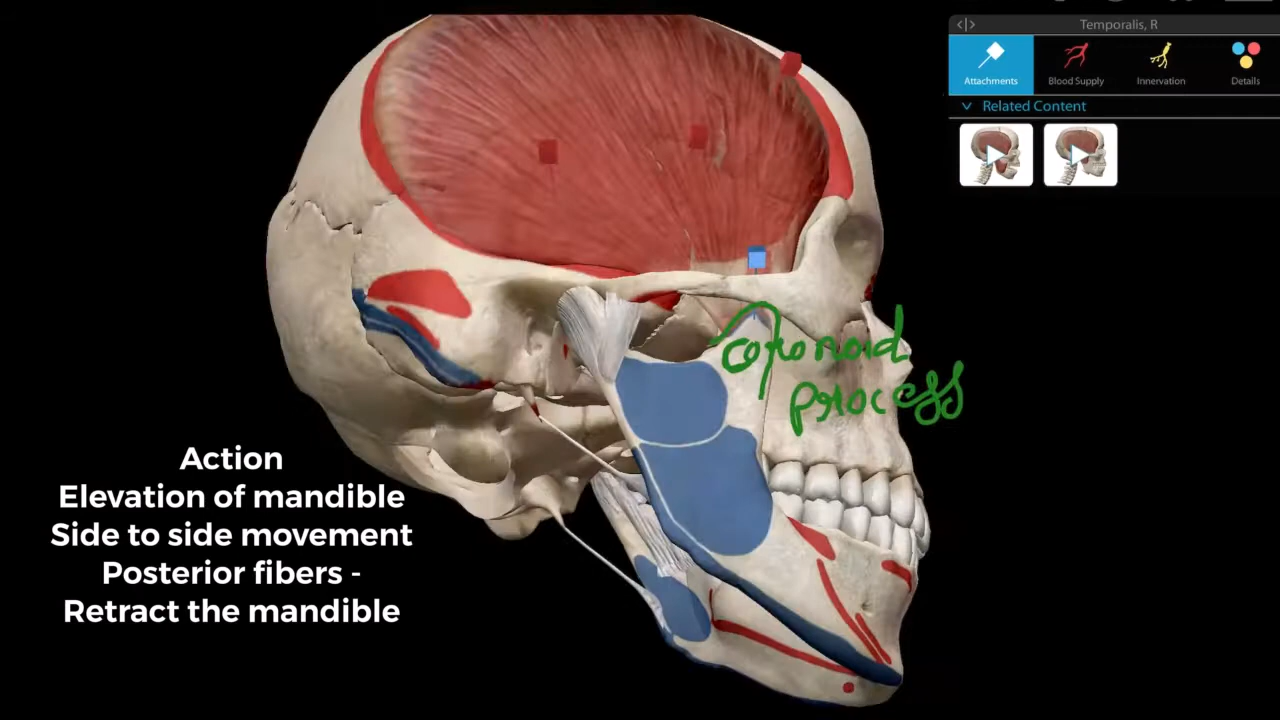 Temporalis, R
Attachments
Blood Supply
Innervation
Details
Related Content
coronoid
process
Action
Elevation of mandible
Side to side movement
Posterior fibers -
Retract the mandible